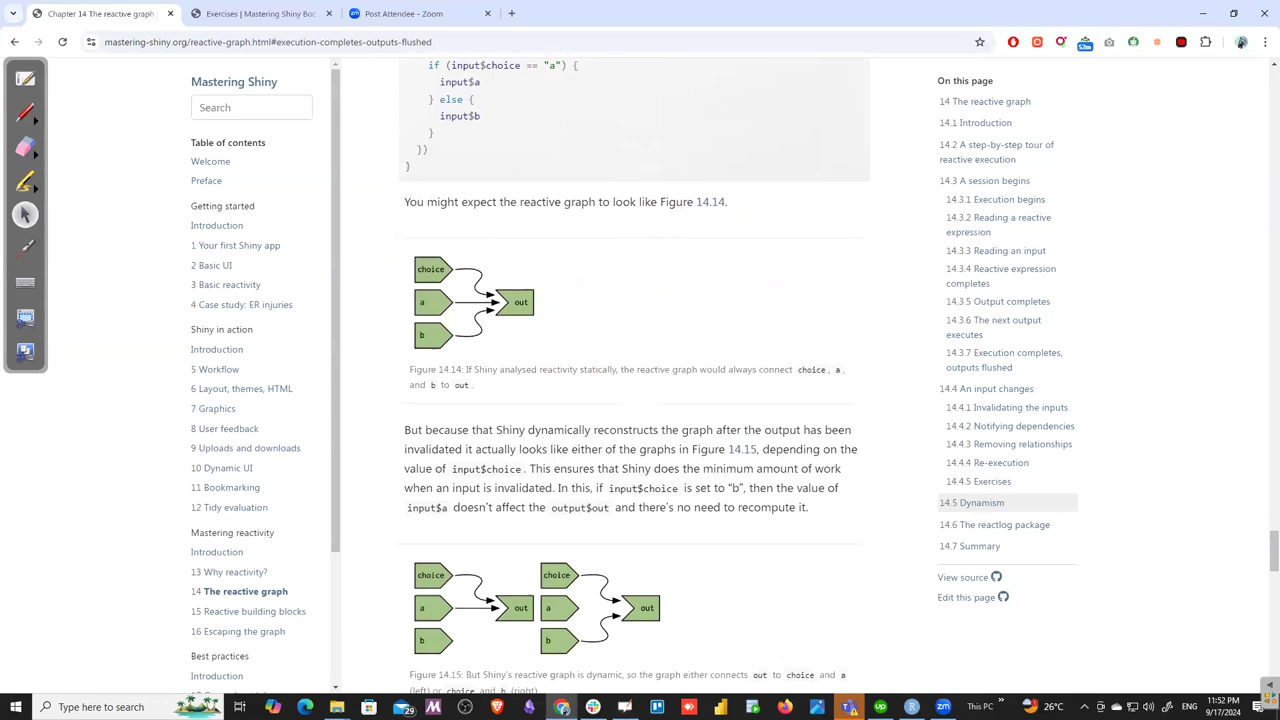 Chapter 14 The reactive graph
Exercises | Mastering Shiny Boo
Post Attendee - Zoom
mastering-shiny.org/reactive-graph.html#execution-completes-outputs-flushed
52m
Mastering Shiny
Search
Table of contents
Welcome
Preface
Getting started
Introduction
1 Your first Shiny app
2 Basic UI
3 Basic reactivity
4 Case study: ER injuries
Shiny in action
Introduction
5 Workflow
6 Layout, themes, HTML
7 Graphics
8 User feedback
9 Uploads and downloads
10 Dynamic UI
11 Bookmarking
12 Tidy evaluation
Mastering reactivity
Introduction
13 Why reactivity?
14 The reactive graph
15 Reactive building blocks
16 Escaping the graph
Best practices
Introduction
if (input$choice == "a") {
input$a
} else {
input$b
}
})
}
You might expect the reactive graph to look like Figure 14.14.
choice
a
b
out
Figure 14.14: If Shiny analysed reactivity statically, the reactive graph would always connect choice, a,
and b to out.
But because that Shiny dynamically reconstructs the graph after the output has been
invalidated it actually looks like either of the graphs in Figure 14.15, depending on the
value of input$choice. This ensures that Shiny does the minimum amount of work
when an input is invalidated. In this, if input$choice is set to “b”, then the value of
input$a doesn’t affect the output$out and there’s no need to recompute it.
choice
a
b
out
choice
a
b
out
Figure 14.15: But Shiny’s reactive graph is dynamic, so the graph either connects out to choice and a
(left) or choice and b (right).
On this page
14 The reactive graph
14.1 Introduction
14.2 A step-by-step tour of
reactive execution
14.3 A session begins
14.3.1 Execution begins
14.3.2 Reading a reactive
expression
14.3.3 Reading an input
14.3.4 Reactive expression
completes
14.3.5 Output completes
14.3.6 The next output
executes
14.3.7 Execution completes,
outputs flushed
14.4 An input changes
14.4.1 Invalidating the inputs
14.4.2 Notifying dependencies
14.4.3 Removing relationships
14.4.4 Re-execution
14.4.5 Exercises
14.5 Dynamism
14.6 The reactlog package
14.7 Summary
View source
Edit this page
Type here to search
29
This PC
26°C
11:52 PM
9/17/2024